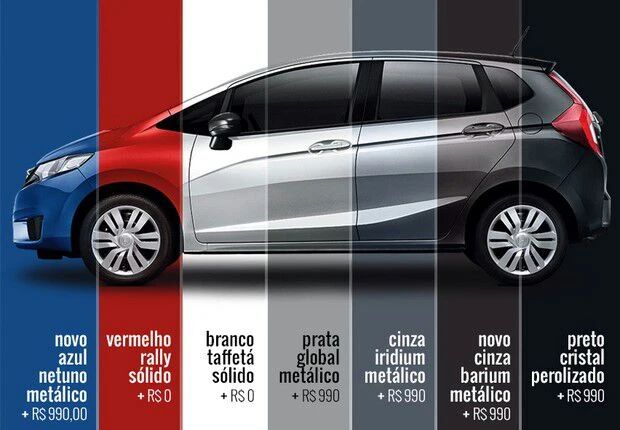 novo
azul
netuno
metálico
+ R$ 990,00
vermelho
rally
sólido
+ R$ 0
branco
taffetá
sólido
+ R$ 0
prata
global
metálico
+ R$ 990
cinza
iridium
metálico
+ R$ 990
novo
cinza
barium
metálico
+ R$ 990
preto
cristal
perolizado
+ R$ 990